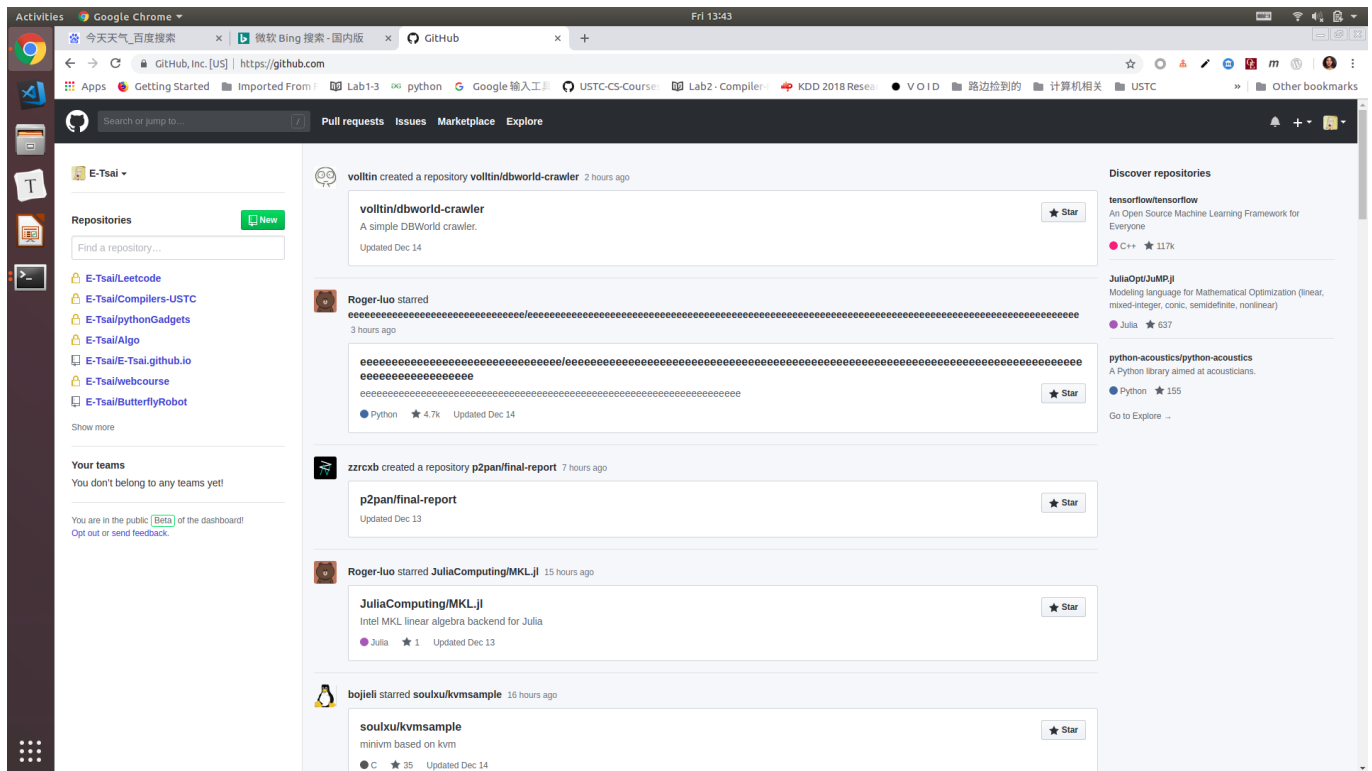 Activities Google Chrome Fri 13:43
今天天气_百度搜索 × 微软 Bing 搜索 - 国内版 × GitHub × +
GitHub, Inc. [US] | https://github.com
Apps Getting Started Imported From Lab1-3 python Google 输入工具 USTC-CS-Courses Lab2 · Compiler KDD 2018 Resea V O I D 路边捡到的 计算机相关 USTC » Other bookmarks
Search or jump to... / Pull requests Issues Marketplace Explore
E-Tsai
Repositories New
Find a repository…
E-Tsai/Leetcode
E-Tsai/Compilers-USTC
E-Tsai/pythonGadgets
E-Tsai/Algo
E-Tsai/E-Tsai.github.io
E-Tsai/webcourse
E-Tsai/ButterflyRobot
Show more
Your teams
You don't belong to any teams yet!
You are in the public Beta of the dashboard!
Opt out or send feedback.
volltin created a repository volltin/dbworld-crawler 2 hours ago
volltin/dbworld-crawler
Star
A simple DBWorld crawler.
Updated Dec 14
Roger-luo starred
3 hours ago
Star
Python 4.7k Updated Dec 14
zzrcxb created a repository p2pan/final-report 7 hours ago
p2pan/final-report
Star
Updated Dec 13
Roger-luo starred JuliaComputing/MKL.jl 15 hours ago
JuliaComputing/MKL.jl
Star
Intel MKL linear algebra backend for Julia
Julia 1 Updated Dec 13
bojieli starred soulxu/kvmsample 16 hours ago
soulxu/kvmsample
Star
minivm based on kvm
C 35 Updated Dec 14
Discover repositories
tensorflow/tensorflow
An Open Source Machine Learning Framework for
Everyone
C++ 117k
JuliaOpt/JuMP.jl
Modeling language for Mathematical Optimization (linear,
mixed-integer, conic, semidefinite, nonlinear)
Julia 637
python-acoustics/python-acoustics
A Python library aimed at acousticians.
Python 155
Go to Explore →